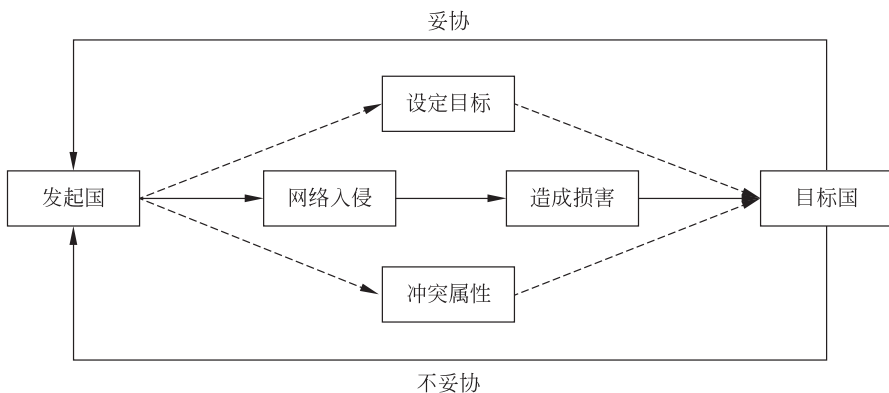 妥协
设定目标
发起国
网络入侵
造成损害
目标国
冲突属性
不妥协